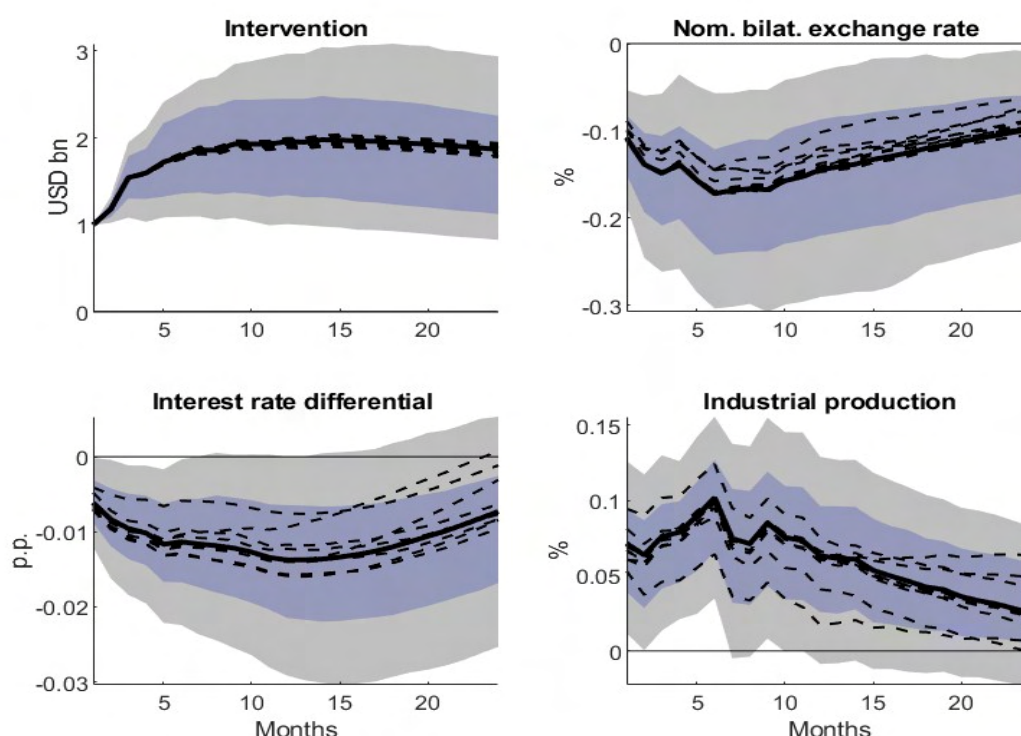 Intervention
USD bn
3
2
1
0
5 10 15 20
Nom. bilat. exchange rate
%
0
-0.1
-0.2
-0.3
5 10 15 20
Interest rate differential
p.p.
0
-0.01
-0.02
-0.03
5 10 15 20
Months
Industrial production
%
0.15
0.1
0.05
0
5 10 15 20
Months